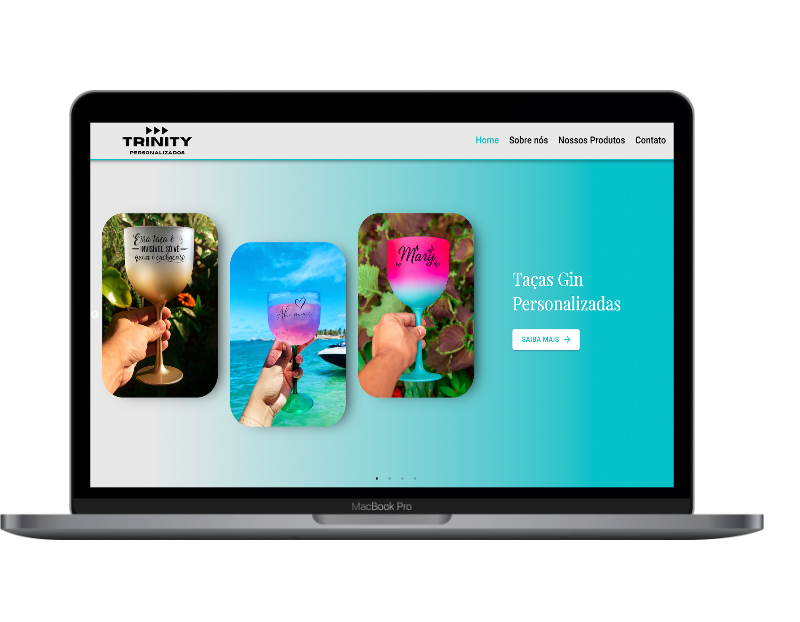 TRINITY
PERSONALIZADOS
Home Sobre nós Nossos Produtos Contato
Essa taça é
INVISÍVEL, SÓ VÊ
quem é cachaceiro
Mary
Taças Gin
Personalizadas
SAIBA MAIS
MacBook Pro